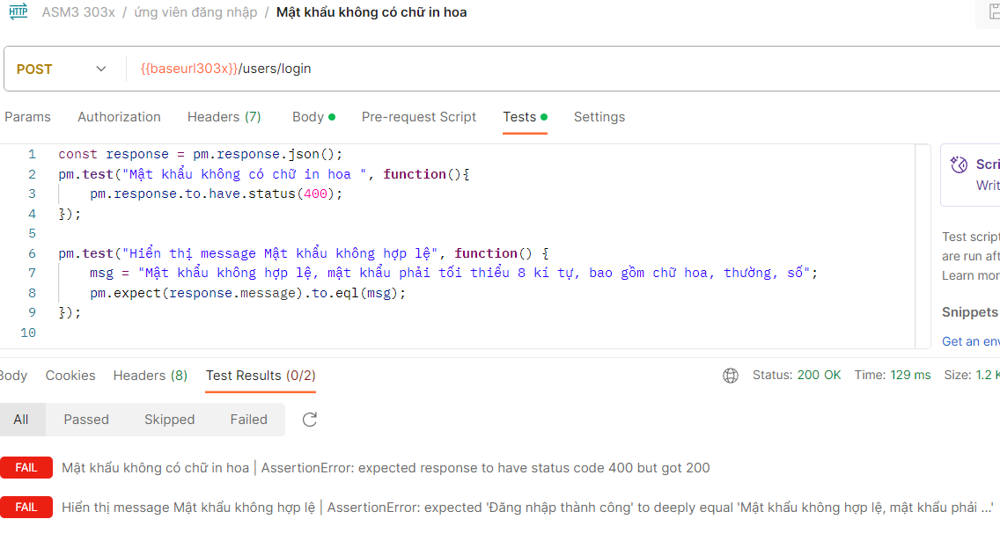 HTTP ASM3 303x / ứng viên đăng nhập / Mật khẩu không có chữ in hoa
POST {{baseurl303x}}/users/login
Params Authorization Headers (7) Body Pre-request Script Tests Settings
1 const response = pm.response.json();
2 pm.test("Mật khẩu không có chữ in hoa ", function(){
3 pm.response.to.have.status(400);
4 });
5
6 pm.test("Hiển thị message Mật khẩu không hợp lệ", function() {
7 msg = "Mật khẩu không hợp lệ, mật khẩu phải tối thiểu 8 kí tự, bao gồm chữ hoa, thường, số";
8 pm.expect(response.message).to.eql(msg);
9 });
10
Scri
Writ
Test script
are run aft
Learn mor
Snippets
Get an env
Body Cookies Headers (8) Test Results (0/2) Status: 200 OK Time: 129 ms Size: 1.2 K
All Passed Skipped Failed
FAIL Mật khẩu không có chữ in hoa | AssertionError: expected response to have status code 400 but got 200
FAIL Hiển thị message Mật khẩu không hợp lệ | AssertionError: expected 'Đăng nhập thành công' to deeply equal 'Mật khẩu không hợp lệ, mật khẩu phải …'